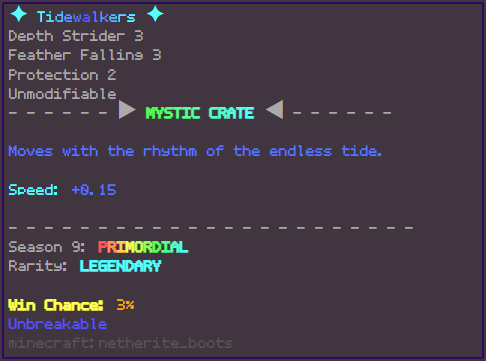 ✦ Tidewalkers ✦
Depth Strider 3
Feather Falling 3
Protection 2
Unmodifiable
- - - - - - ▶ MYSTIC CRATE ◀ - - - - - -
Moves with the rhythm of the endless tide.
Speed: +0.15
- - - - - - - - - - - - - - - - - - - - - - - -
Season 9: PRIMORDIAL
Rarity: LEGENDARY
Win Chance: 3%
Unbreakable
minecraft:netherite_boots